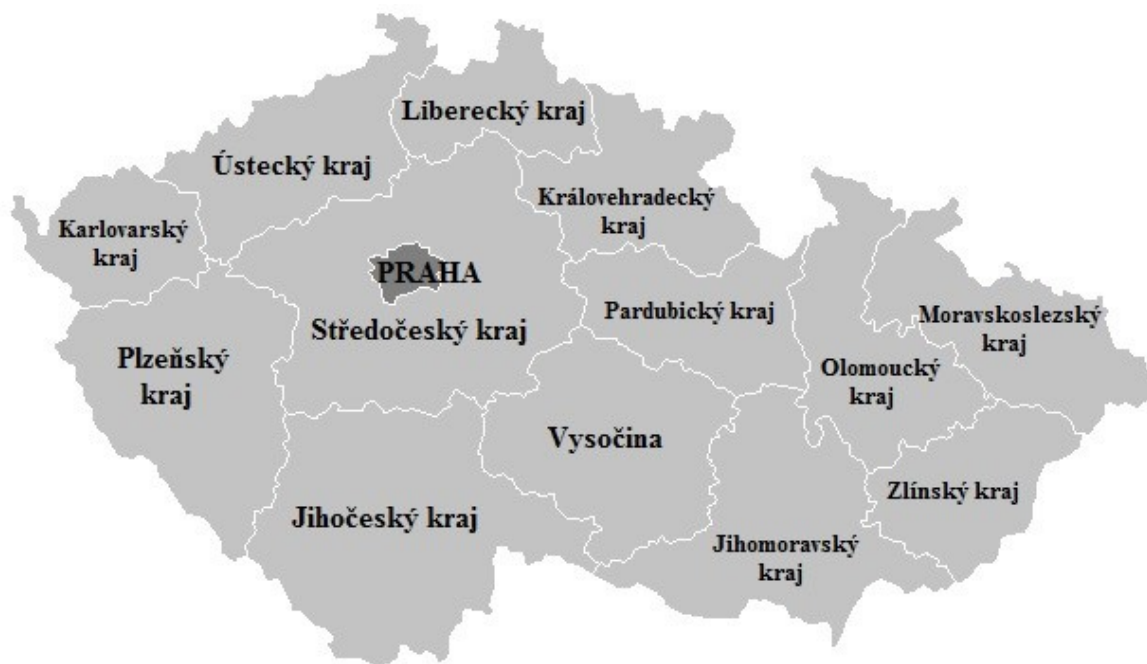 Liberecký kraj
Ústecký kraj
Královehradecký
kraj
Karlovarský
kraj
PRAHA
Středočeský kraj
Pardubický kraj
Moravskoslezský
kraj
Plzeňský
kraj
Olomoucký
kraj
Vysočina
Zlínský kraj
Jihočeský kraj
Jihomoravský
kraj